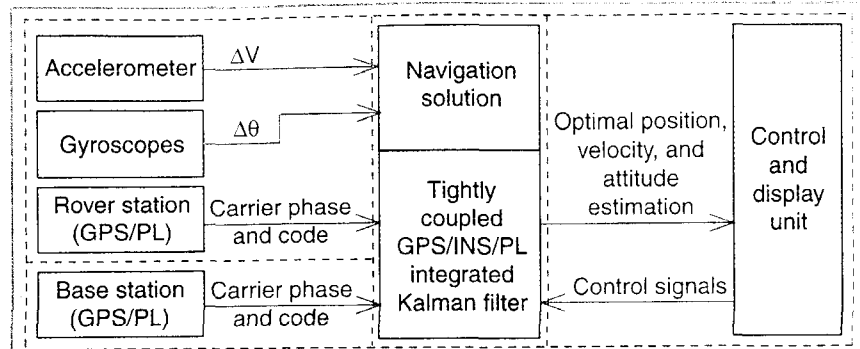 Accelerometer
ΔV
Gyroscopes
Δθ
Rover station
(GPS/PL)
Carrier phase
and code
Base station
(GPS/PL)
Carrier phase
and code
Navigation
solution
Tightly
coupled
GPS/INS/PL
integrated
Kalman filter
Optimal position,
velocity, and
attitude
estimation
Control signals
Control
and
display
unit